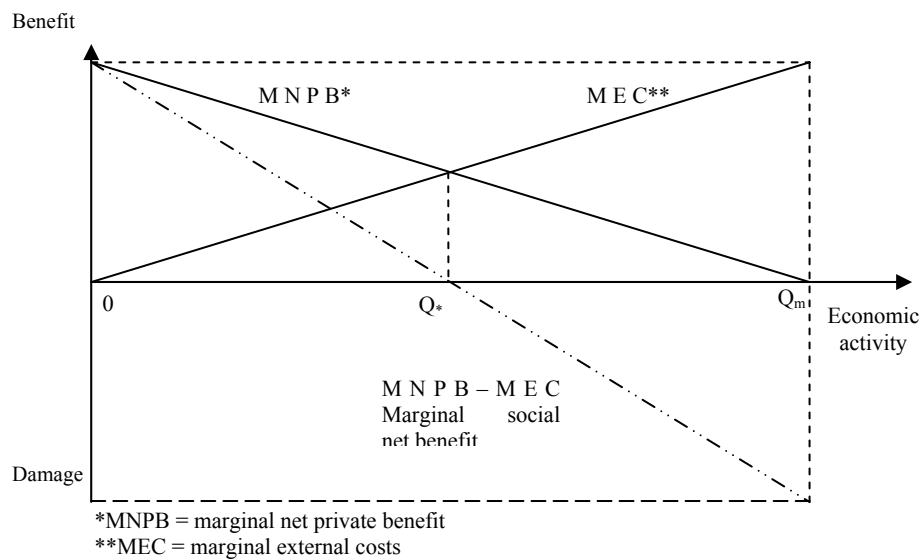 Benefit
M N P B*
M E C**
0
Q*
Qm
Economic
activity
M N P B – M E C
Marginal social
net benefit
Damage
*MNPB = marginal net private benefit
**MEC = marginal external costs